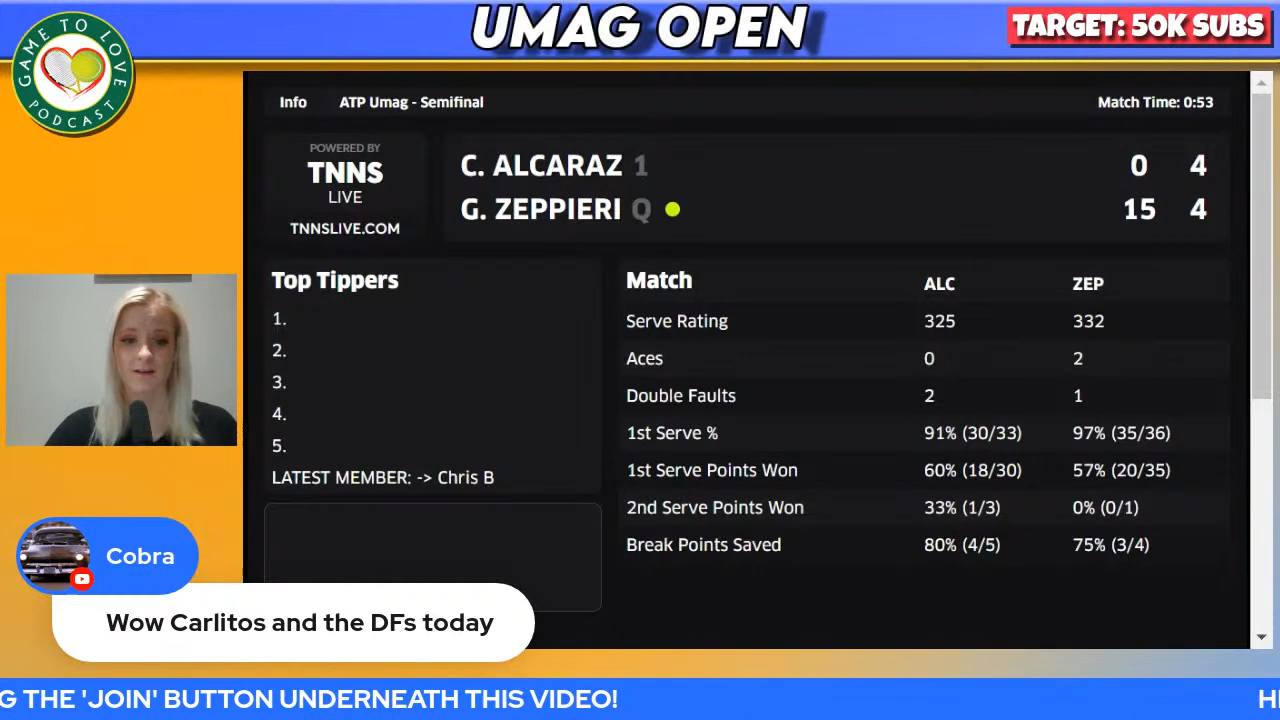 GAME TO LOVE
PODCAST
UMAG OPEN
TARGET: 50K SUBS
Info
ATP Umag - Semifinal
Match Time: 0:53
POWERED BY
TNNS
LIVE
TNNSLIVE.COM
C. ALCARAZ 1 0 4
G. ZEPPIERI Q 15 4
Top Tippers
1.
2.
3.
4.
5.
LATEST MEMBER: -> Chris B
Match ALC ZEP
Serve Rating 325 332
Aces 0 2
Double Faults 2 1
1st Serve % 91% (30/33) 97% (35/36)
1st Serve Points Won 60% (18/30) 57% (20/35)
2nd Serve Points Won 33% (1/3) 0% (0/1)
Break Points Saved 80% (4/5) 75% (3/4)
Cobra
Wow Carlitos and the DFs today
G THE 'JOIN' BUTTON UNDERNEATH THIS VIDEO!